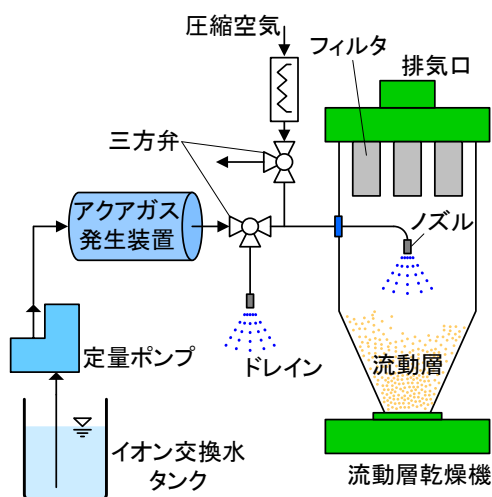 圧縮空気
フィルタ
排気口
三方弁
アクアガス
発生装置
ノズル
定量ポンプ
ドレイン
流動層
イオン交換水
タンク
流動層乾燥機